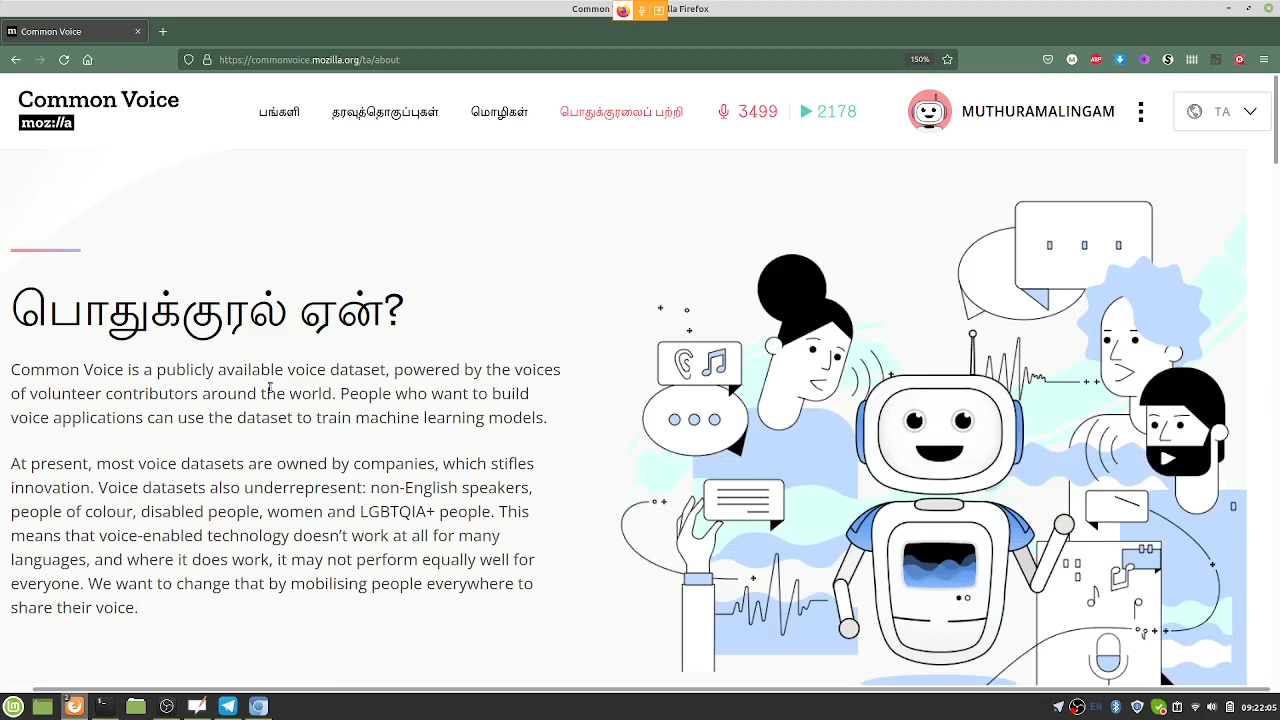 Common
lla Firefox
m Common Voice
https://commonvoice.mozilla.org/ta/about
150%
Common Voice
moz://a
பங்களி
தரவுத்தொகுப்புகள்
மொழிகள்
பொதுக்குரலைப் பற்றி
3499
2178
MUTHURAMALINGAM
TA
பொதுக்குரல் ஏன்?
Common Voice is a publicly available voice dataset, powered by the voices
of volunteer contributors around the world. People who want to build
voice applications can use the dataset to train machine learning models.
At present, most voice datasets are owned by companies, which stifles
innovation. Voice datasets also underrepresent: non-English speakers,
people of colour, disabled people, women and LGBTQIA+ people. This
means that voice-enabled technology doesn’t work at all for many
languages, and where it does work, it may not perform equally well for
everyone. We want to change that by mobilising people everywhere to
share their voice.
EN
09:22:05